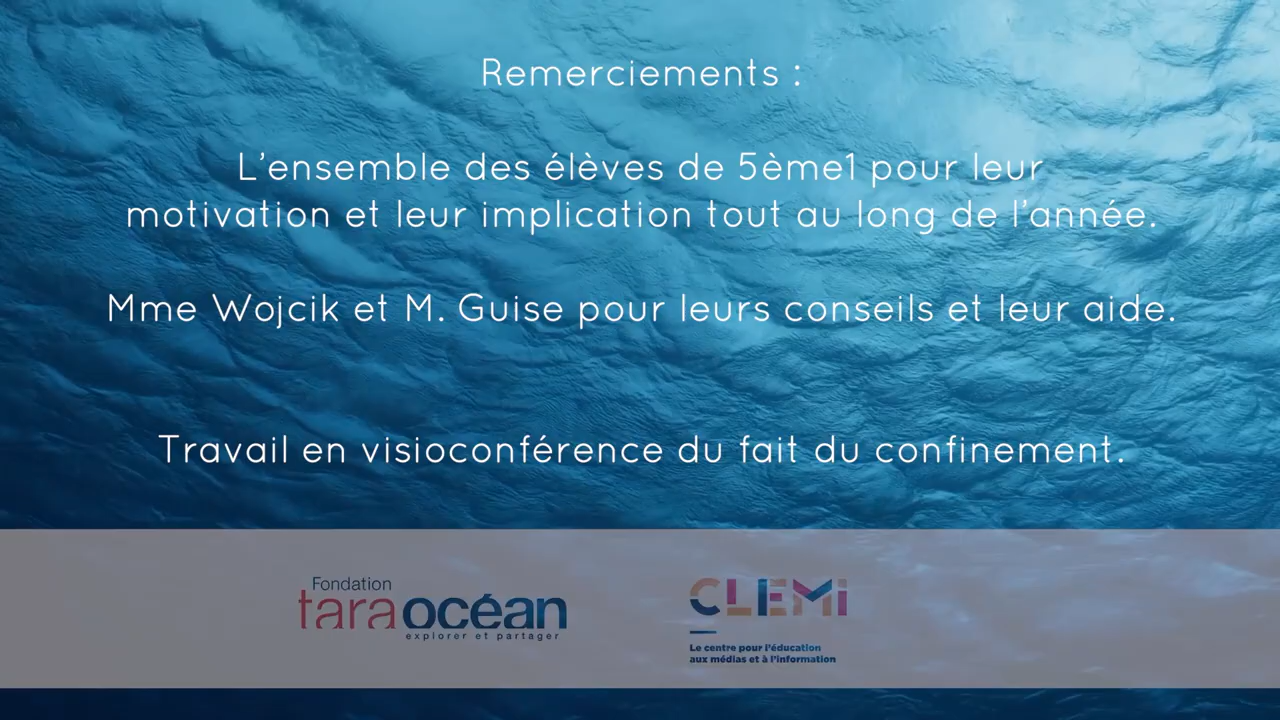 Remerciements :
L'ensemble des élèves de 5ème1 pour leur
motivation et leur implication tout au long de l'année.
Mme Wojcik et M. Guise pour leurs conseils et leur aide.
Travail en visioconférence du fait du confinement.
Fondation
taraocéan
explorer et partager
CLEMi
Le centre pour l'éducation
aux médias et à l'information